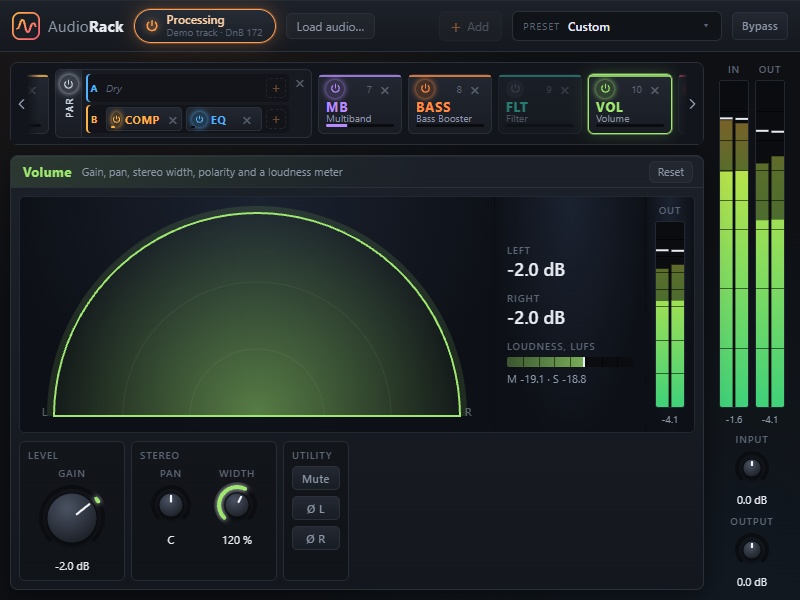 AudioRack
Processing
Demo track · DnB 172
Load audio...
+ Add
PRESET Custom
Bypass
PAR
A Dry +
B COMP EQ +
7
MB
Multiband
8
BASS
Bass Booster
9
FLT
Filter
10
VOL
Volume
IN OUT
Volume Gain, pan, stereo width, polarity and a loudness meter
Reset
L R
LEFT
-2.0 dB
RIGHT
-2.0 dB
LOUDNESS, LUFS
M -19.1 · S -18.8
OUT
-4.1
-1.6 -4.1
INPUT
0.0 dB
OUTPUT
0.0 dB
LEVEL
GAIN
-2.0 dB
STEREO
PAN WIDTH
C 120 %
UTILITY
Mute
Ø L
Ø R